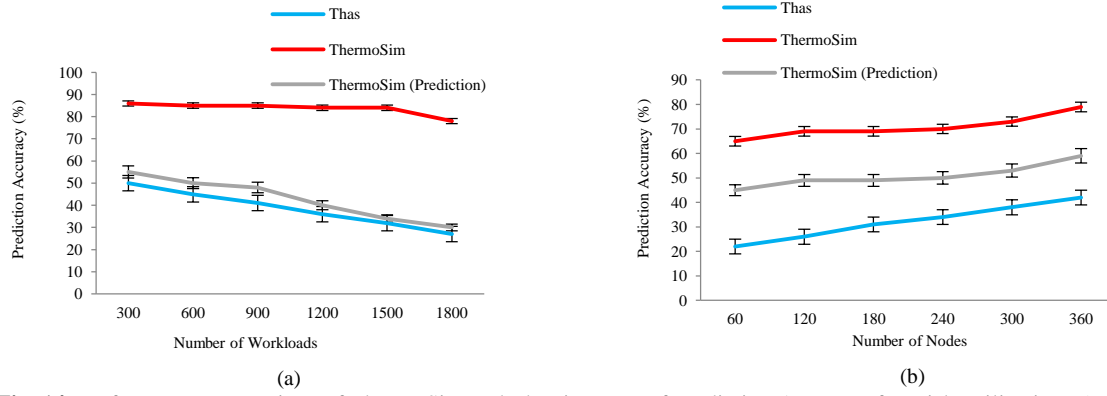 Thas
ThermoSim
ThermoSim (Prediction)
Prediction Accuracy (%)
100
90
80
70
60
50
40
30
20
10
0
300 600 900 1200 1500 1800
Number of Workloads
(a)
Thas
ThermoSim
ThermoSim (Prediction)
Prediction Accuracy (%)
90
80
70
60
50
40
30
20
10
0
60 120 180 240 300 360
Number of Nodes
(b)